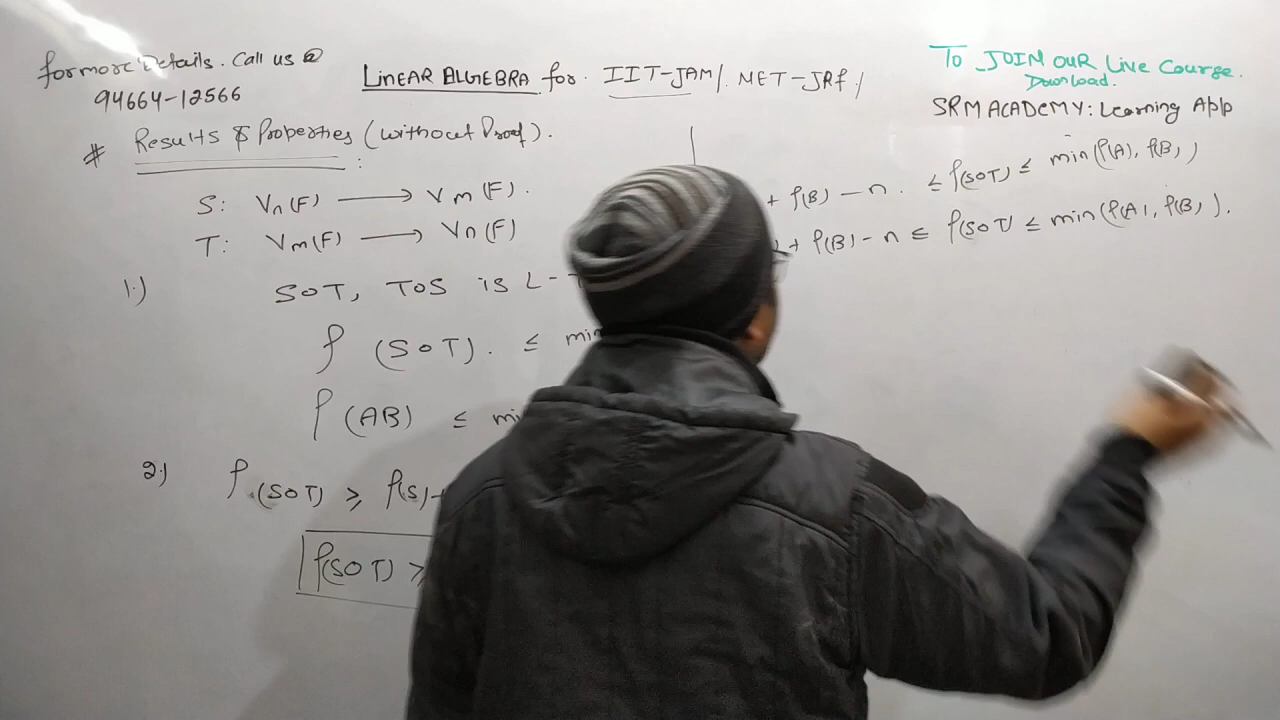 for more Details. Call us @
94664-12566
LINEAR ALGEBRA for IIT-JAM/ NET-JRF/
To JOIN OUR Live Course.
Download.
SRM ACADEMY: Learning App
# Results & Properties (without Proof).
S: Vn(F) ⟶ Vm(F).
T: Vm(F) ⟶ Vn(F)
1.) SOT, TOS is L-T
ρ(SOT). ≤ min
ρ(AB) ≤ mi
2.) ρ(SOT) ≥ ρ(S)+
ρ(SOT) ≥
+ ρ(B) - n. ≤ ρ(SOT) ≤ min(ρ(A), ρ(B))
+ ρ(B) - n ≤ ρ(SOT) ≤ min(ρ(A), ρ(B)).